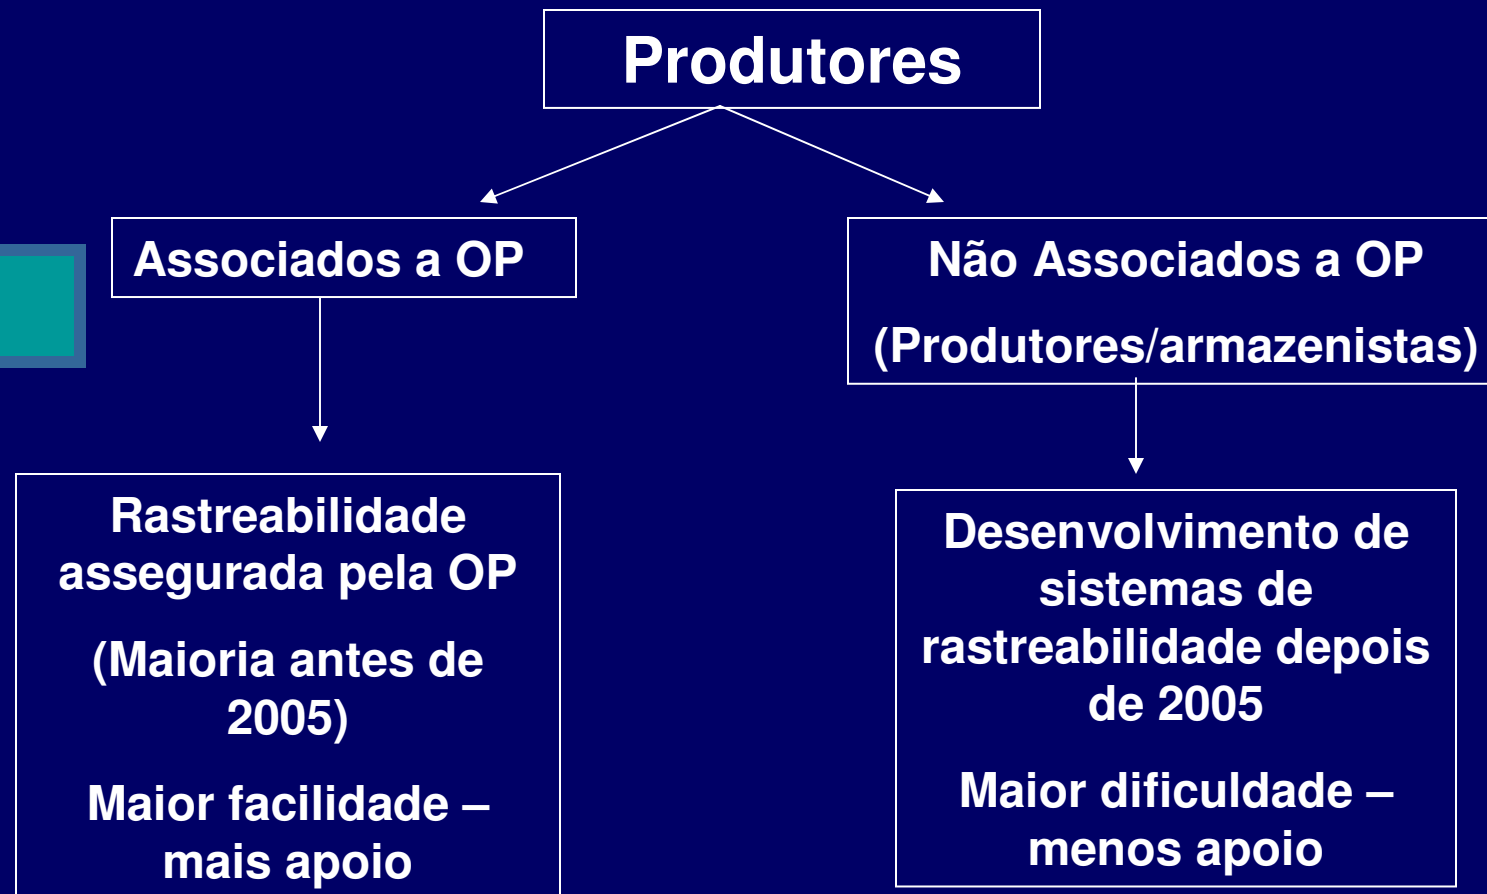 Produtores
Associados a OP
Não Associados a OP
(Produtores/armazenistas)
Rastreabilidade
assegurada pela OP
(Maioria antes de
2005)
Maior facilidade –
mais apoio
Desenvolvimento de
sistemas de
rastreabilidade depois
de 2005
Maior dificuldade –
menos apoio